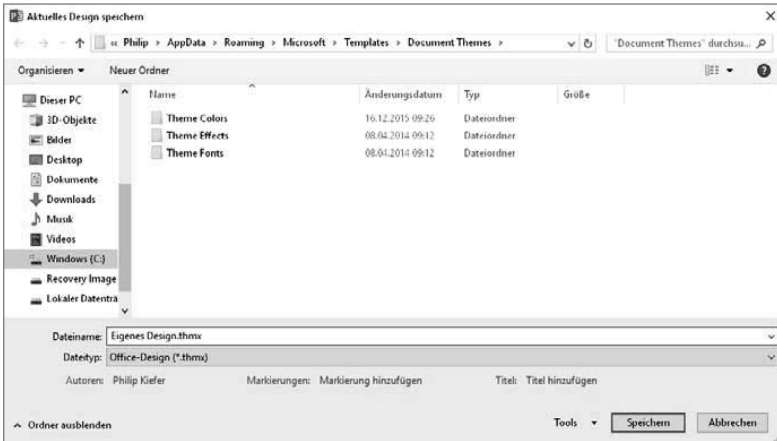 Aktuelles Design speichern
« Philip > AppData > Roaming > Microsoft > Templates > Document Themes >
"Document Themes" durchsu...
Organisieren Neuer Ordner
Name Änderungsdatum Typ Größe
Dieser PC
3D-Objekte
Bilder
Desktop
Dokumente
Downloads
Musik
Videos
Windows (C:)
Recovery Image
Lokaler Datenträ
Theme Colors 16.12.2015 09:26 Dateiordner
Theme Effects 08.04.2014 09:12 Dateiordner
Theme Fonts 08.04.2014 09:12 Dateiordner
Dateiname: Eigenes Design.thmx
Dateityp: Office-Design (*.thmx)
Autoren: Philip Kiefer Markierungen: Markierung hinzufügen Titel: Titel hinzufügen
Ordner ausblenden Tools Speichern Abbrechen